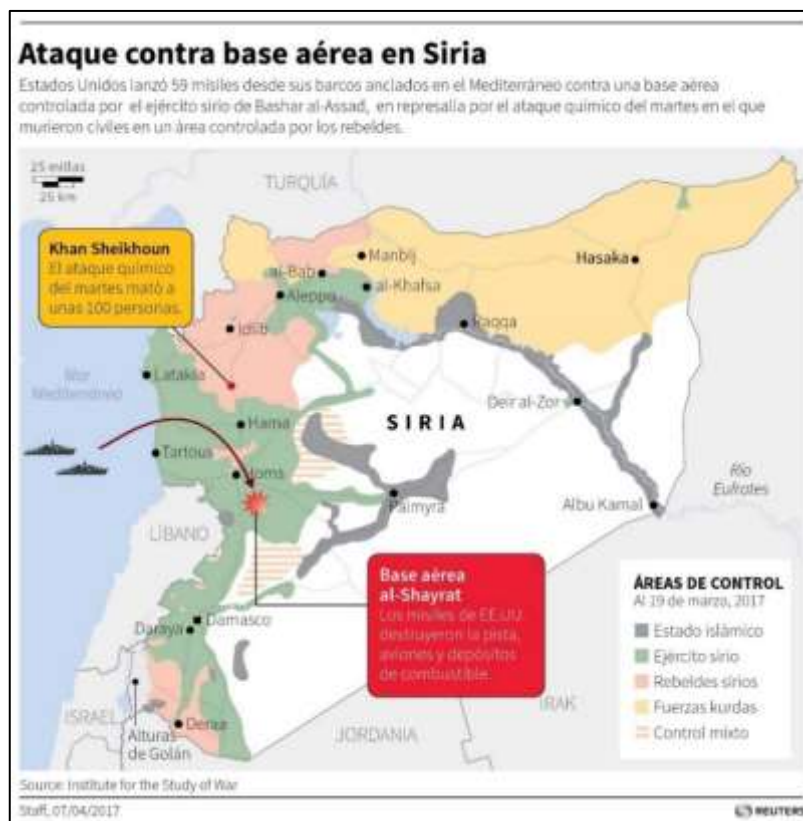 Ataque contra base aérea en Siria
Estados Unidos lanzó 59 misiles desde sus barcos anclados en el Mediterráneo contra una base aérea
controlada por el ejército sirio de Bashar al-Assad, en represalia por el ataque químico del martes en el que
murieron civiles en un área controlada por los rebeldes.
25 millas
25 km
TURQUÍA
Khan Sheikhoun
El ataque químico
del martes mató a
unas 100 personas.
Manbij
Hasaka
al-Bab
al-Khafsa
Aleppo
Idlib
Raqqa
Mar
Mediterráneo
Latakia
Deir al-Zor
Hama
SIRIA
Tartous
Homs
Río
Eufrates
Palmyra
Albu Kamal
LÍBANO
Base aérea
al-Shayrat
Los misiles de EE.UU.
destruyeron la pista,
aviones y depósitos
de combustible.
ÁREAS DE CONTROL
Al 19 de marzo, 2017
Estado islámico
Ejército sirio
Rebeldes sirios
Fuerzas kurdas
Control mixto
Damasco
Daraya
IRAK
ISRAEL
Deraa
JORDANIA
Alturas
de Golán
Source: Institute for the Study of War
Staff, 07/04/2017
REUTERS